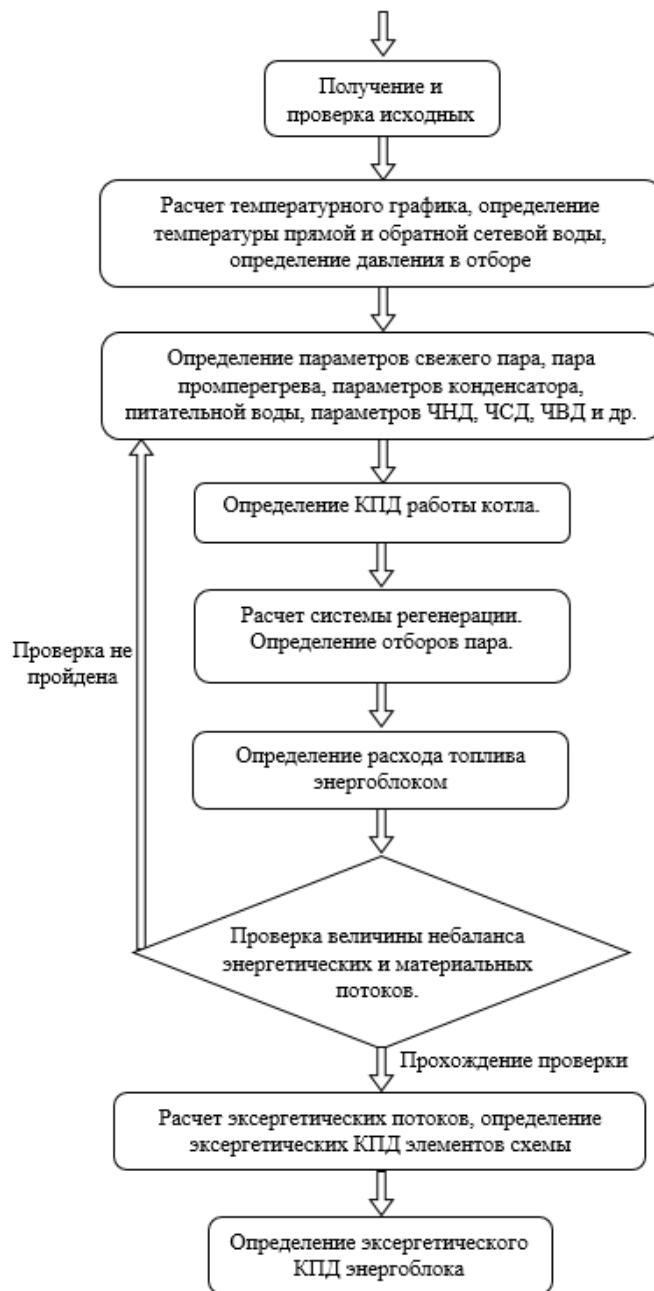 Получение и
проверка исходных
Расчет температурного графика, определение
температуры прямой и обратной сетевой воды,
определение давления в отборе
Определение параметров свежего пара, пара
промперегрева, параметров конденсатора,
питательной воды, параметров ЧНД, ЧСД, ЧВД и др.
Определение КПД работы котла.
Расчет системы регенерации.
Определение отборов пара.
Проверка не
пройдена
Определение расхода топлива
энергоблоком
Проверка величины небаланса
энергетических и материальных
потоков.
Прохождение проверки
Расчет эксергетических потоков, определение
эксергетических КПД элементов схемы
Определение эксергетического
КПД энергоблока